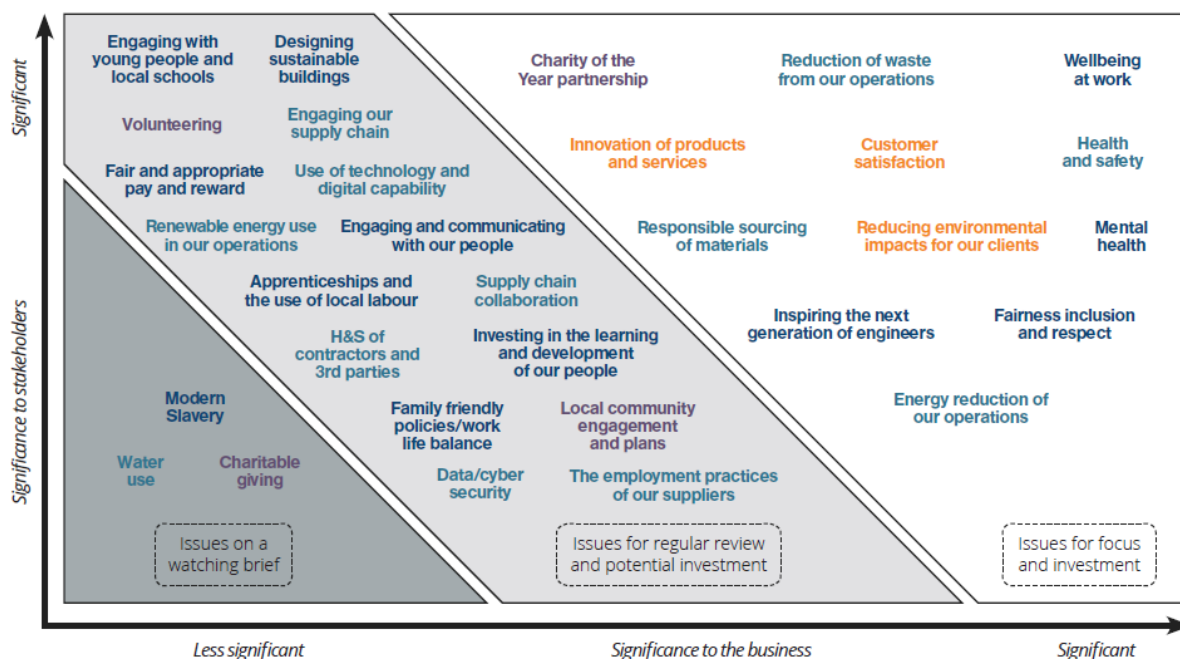 Significant
Significance to stakeholders
Engaging with
young people and
local schools
Designing
sustainable
buildings
Volunteering
Engaging our
supply chain
Fair and appropriate
pay and reward
Use of technology and
digital capability
Renewable energy use
in our operations
Engaging and communicating
with our people
Apprenticeships and
the use of local labour
Supply chain
collaboration
H&S of
contractors and
3rd parties
Investing in the learning
and development
of our people
Family friendly
policies/work
life balance
Local community
engagement
and plans
Data/cyber
security
The employment practices
of our suppliers
Issues for regular review
and potential investment
Modern
Slavery
Water
use
Charitable
giving
Issues on a
watching brief
Charity of the
Year partnership
Reduction of waste
from our operations
Wellbeing
at work
Innovation of products
and services
Customer
satisfaction
Health
and safety
Responsible sourcing
of materials
Reducing environmental
impacts for our clients
Mental
health
Inspiring the next
generation of engineers
Fairness inclusion
and respect
Energy reduction of
our operations
Issues for focus
and investment
Less significant
Significance to the business
Significant